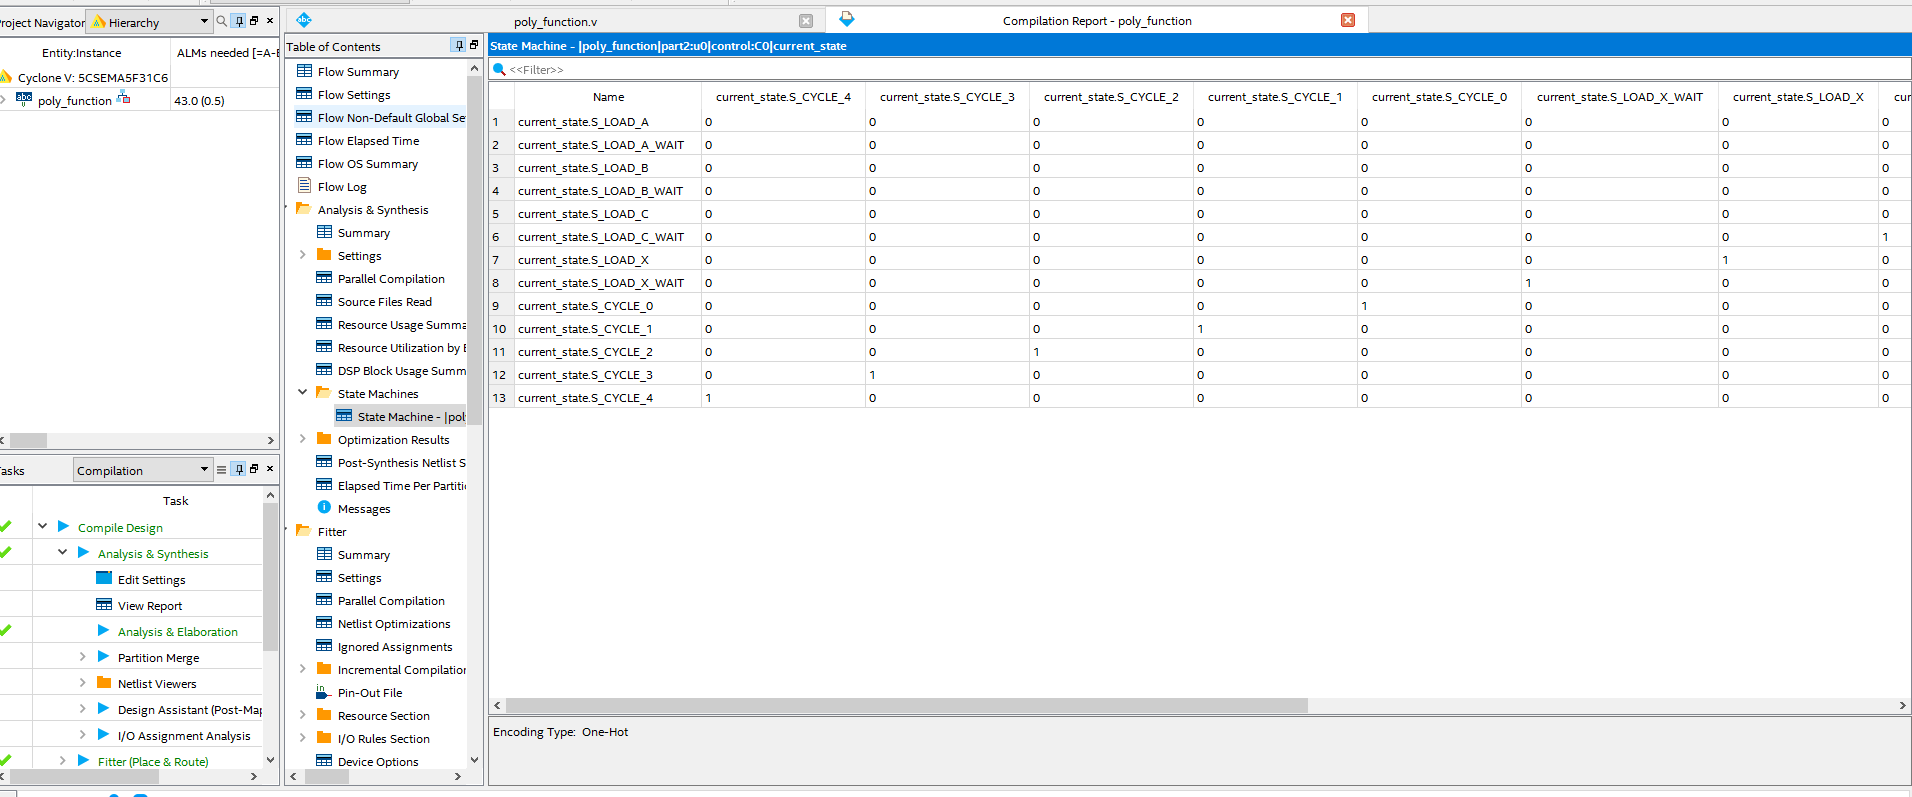 Project Navigator Hierarchy
Entity:Instance ALMs needed [=A-B
Cyclone V: 5CSEMA5F31C6
poly_function 43.0 (0.5)
Tasks Compilation
Task
Compile Design
Analysis & Synthesis
Edit Settings
View Report
Analysis & Elaboration
Partition Merge
Netlist Viewers
Design Assistant (Post-Map
I/O Assignment Analysis
Fitter (Place & Route)
poly_function.v
Compilation Report - poly_function
Table of Contents
Flow Summary
Flow Settings
Flow Non-Default Global Se
Flow Elapsed Time
Flow OS Summary
Flow Log
Analysis & Synthesis
Summary
Settings
Parallel Compilation
Source Files Read
Resource Usage Summa
Resource Utilization by E
DSP Block Usage Summ
State Machines
State Machine - |pol
Optimization Results
Post-Synthesis Netlist S
Elapsed Time Per Partitio
Messages
Fitter
Summary
Settings
Parallel Compilation
Netlist Optimizations
Ignored Assignments
Incremental Compilation
Pin-Out File
Resource Section
I/O Rules Section
Device Options
State Machine - |poly_function|part2:u0|control:C0|current_state
<<Filter>>
Name current_state.S_CYCLE_4 current_state.S_CYCLE_3 current_state.S_CYCLE_2 current_state.S_CYCLE_1 current_state.S_CYCLE_0 current_state.S_LOAD_X_WAIT current_state.S_LOAD_X cur
1 current_state.S_LOAD_A 0 0 0 0 0 0 0 0
2 current_state.S_LOAD_A_WAIT 0 0 0 0 0 0 0 0
3 current_state.S_LOAD_B 0 0 0 0 0 0 0 0
4 current_state.S_LOAD_B_WAIT 0 0 0 0 0 0 0 0
5 current_state.S_LOAD_C 0 0 0 0 0 0 0 0
6 current_state.S_LOAD_C_WAIT 0 0 0 0 0 0 0 1
7 current_state.S_LOAD_X 0 0 0 0 0 0 1 0
8 current_state.S_LOAD_X_WAIT 0 0 0 0 0 1 0 0
9 current_state.S_CYCLE_0 0 0 0 0 1 0 0 0
10 current_state.S_CYCLE_1 0 0 0 1 0 0 0 0
11 current_state.S_CYCLE_2 0 0 1 0 0 0 0 0
12 current_state.S_CYCLE_3 0 1 0 0 0 0 0 0
13 current_state.S_CYCLE_4 1 0 0 0 0 0 0 0
Encoding Type: One-Hot